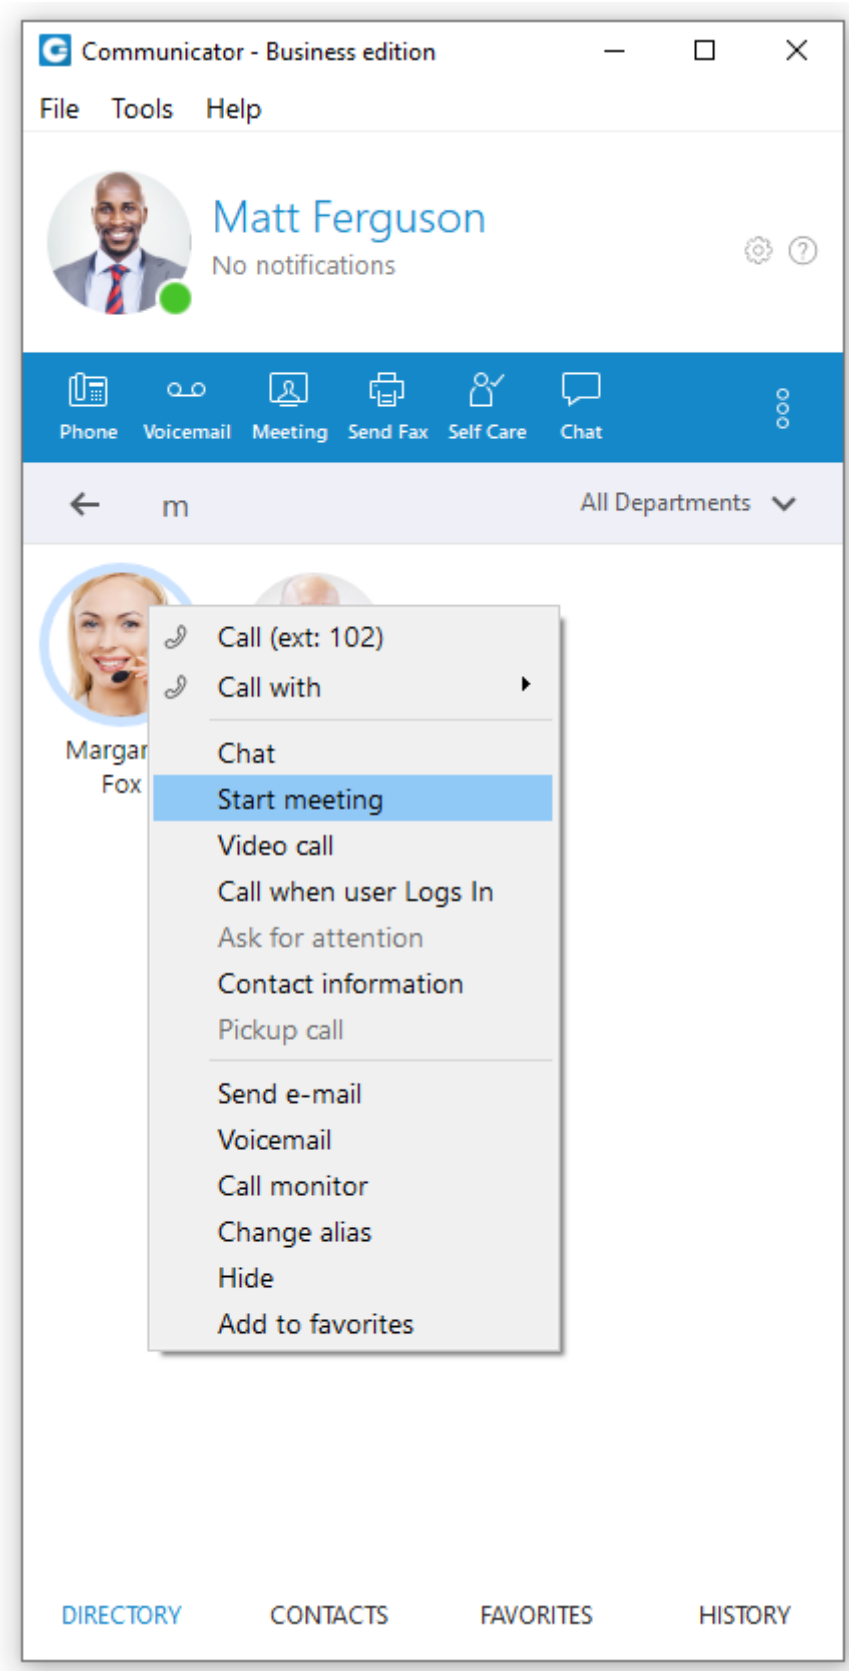 Communicator - Business edition
File Tools Help
Matt Ferguson
No notifications
Phone Voicemail Meeting Send Fax Self Care Chat
m All Departments
Call (ext: 102)
Call with
Margar
Fox
Chat
Start meeting
Video call
Call when user Logs In
Ask for attention
Contact information
Pickup call
Send e-mail
Voicemail
Call monitor
Change alias
Hide
Add to favorites
DIRECTORY CONTACTS FAVORITES HISTORY